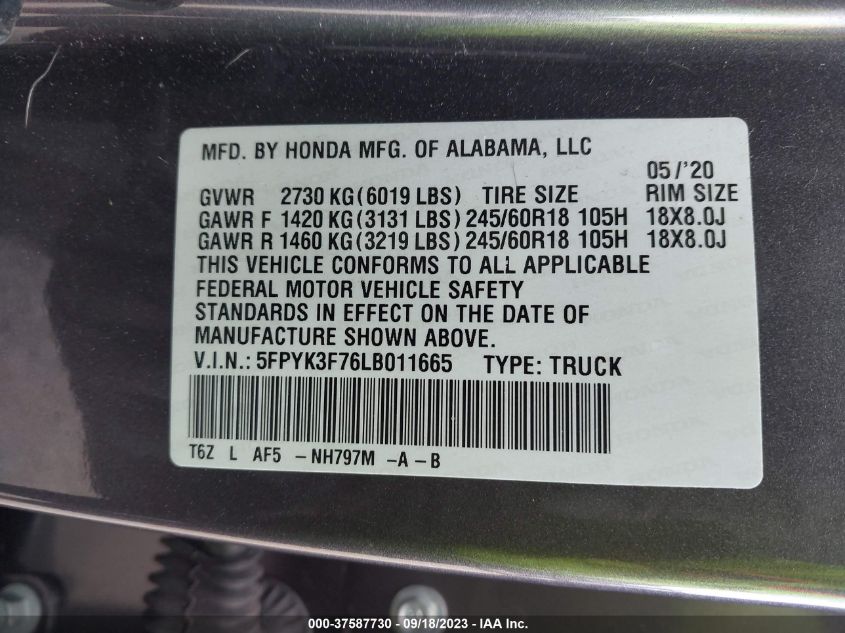 MFD. BY HONDA MFG. OF ALABAMA, LLC
05/'20
GVWR 2730 KG(6019 LBS) TIRE SIZE RIM SIZE
GAWR F 1420 KG(3131 LBS) 245/60R18 105H 18X8.0J
GAWR R 1460 KG(3219 LBS) 245/60R18 105H 18X8.0J
THIS VEHICLE CONFORMS TO ALL APPLICABLE
FEDERAL MOTOR VEHICLE SAFETY
STANDARDS IN EFFECT ON THE DATE OF
MANUFACTURE SHOWN ABOVE.
V.I.N.: 5FPYK3F76LB011665 TYPE: TRUCK
T6Z L AF5 -NH797M -A -B
000-37587730 - 09/18/2023 - © IAA Inc.